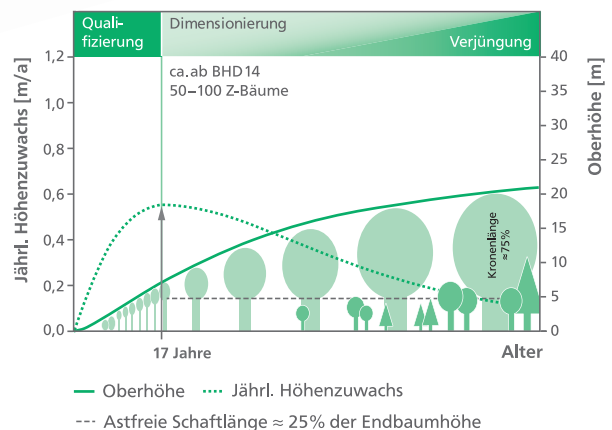 Quali-
fizierung
Dimensionierung
Verjüngung
ca. ab BHD 14
50–100 Z-Bäume
Jährl. Höhenzuwachs [m/a]
1,2
1,0
0,8
0,6
0,4
0,2
0,0
Oberhöhe [m]
40
35
30
25
20
15
10
5
0
Kronenlänge
≈75%
17 Jahre
Alter
Oberhöhe
Jährl. Höhenzuwachs
Astfreie Schaftlänge ≈ 25% der Endbaumhöhe